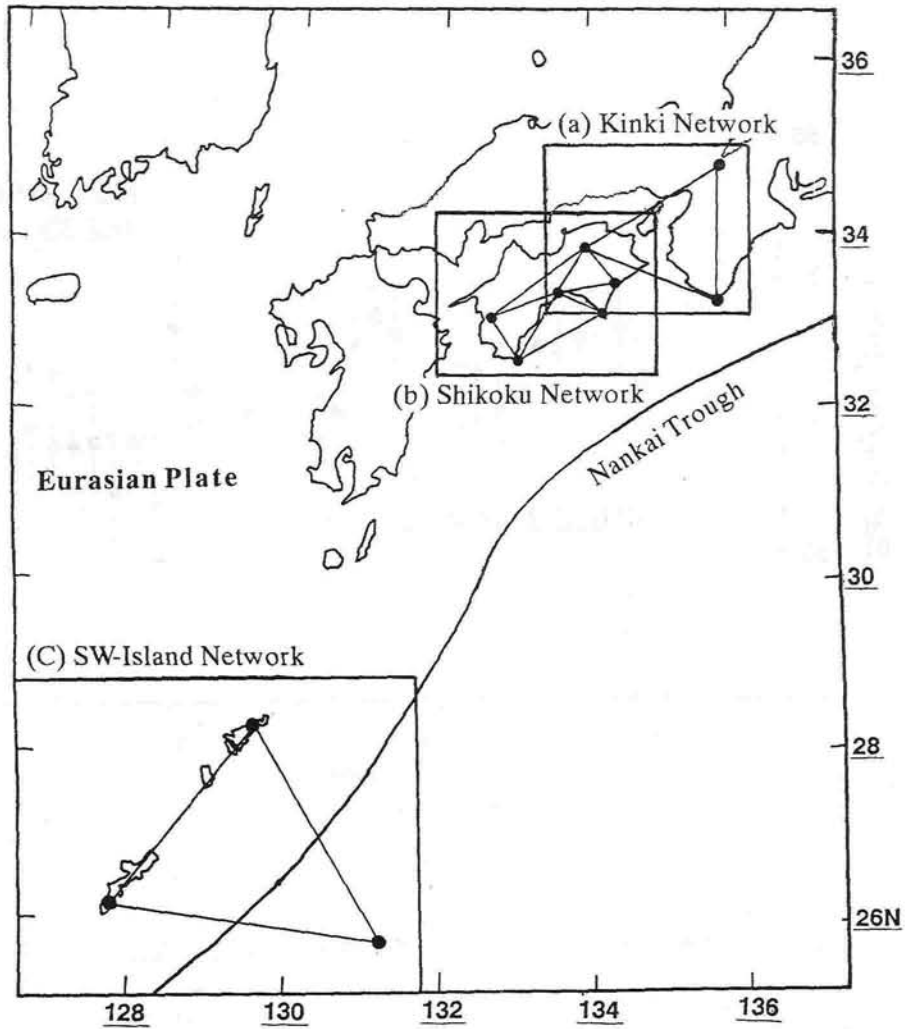 36
(a) Kinki Network
34
(b) Shikoku Network
32
Nankai Trough
Eurasian Plate
30
(C) SW-Island Network
28
26N
128
130
132
134
136